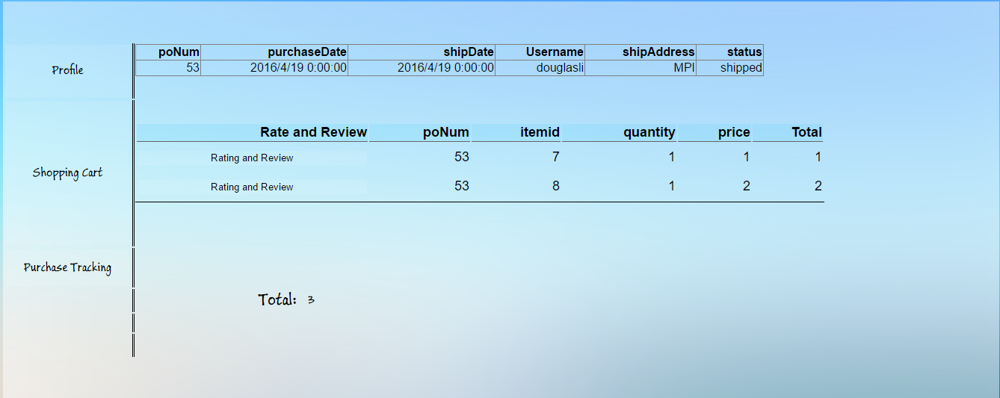 poNum purchaseDate shipDate Username shipAddress status
53 2016/4/19 0:00:00 2016/4/19 0:00:00 douglasli MPI shipped
Profile
Rate and Review poNum itemid quantity price Total
Rating and Review 53 7 1 1 1
Shopping Cart
Rating and Review 53 8 1 2 2
Purchase Tracking
Total: 3